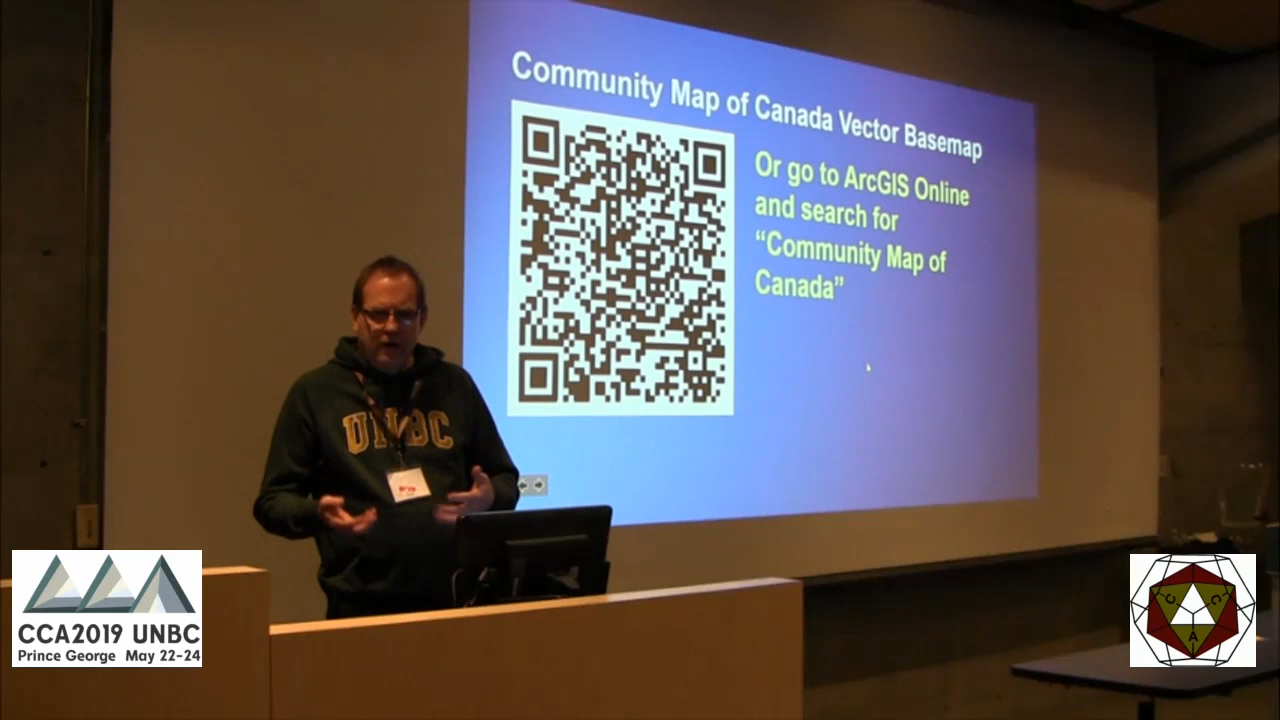 Community Map of Canada Vector Basemap
Or go to ArcGIS Online
and search for
“Community Map of
Canada”
UNBC
CCA2019 UNBC
Prince George May 22-24
C C A